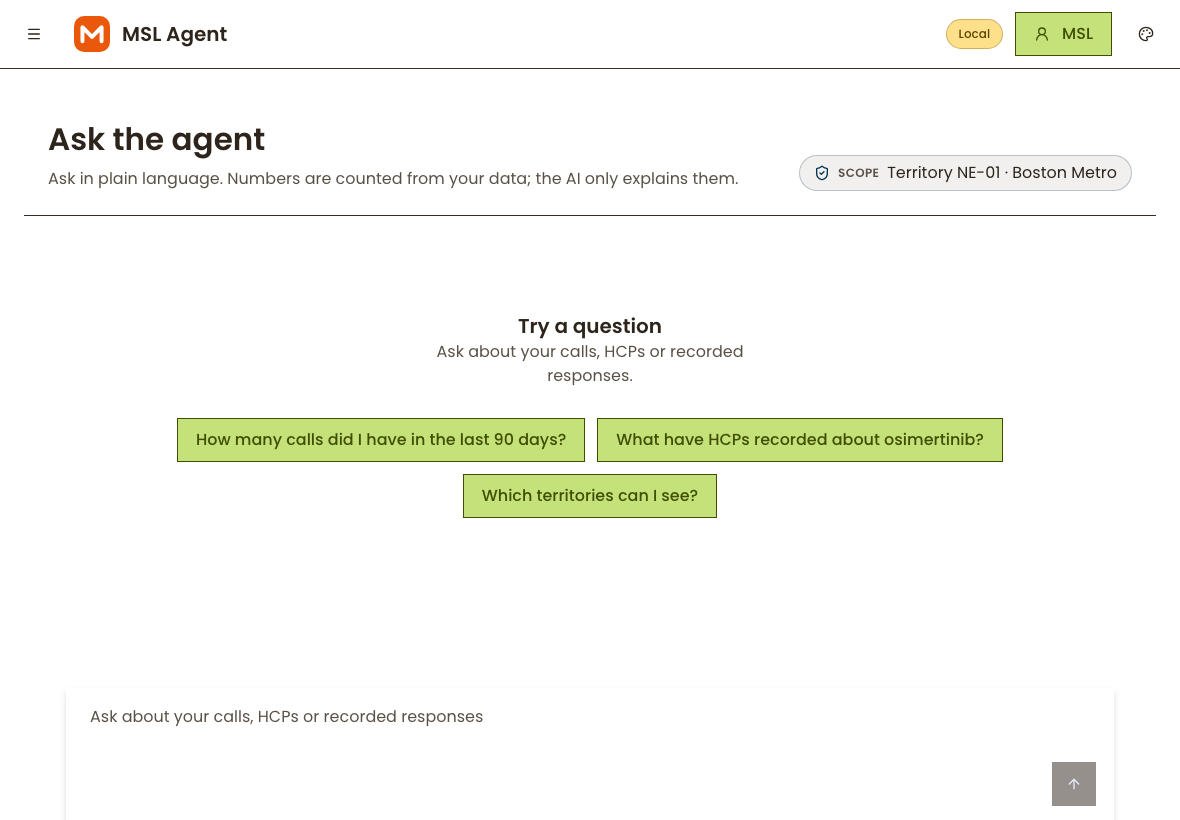 MSL Agent
Local
MSL
Ask the agent
Ask in plain language. Numbers are counted from your data; the AI only explains them.
SCOPE Territory NE-01 · Boston Metro
Try a question
Ask about your calls, HCPs or recorded
responses.
How many calls did I have in the last 90 days?
What have HCPs recorded about osimertinib?
Which territories can I see?
Ask about your calls, HCPs or recorded responses